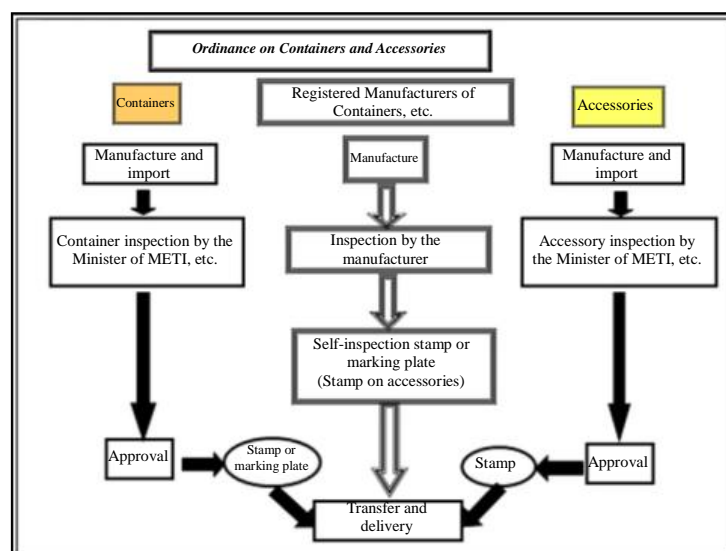 Ordinance on Containers and Accessories
Containers
Registered Manufacturers of
Containers, etc.
Accessories
Manufacture and
import
Manufacture
Manufacture and
import
Container inspection by the
Minister of METI, etc.
Inspection by the
manufacturer
Accessory inspection by
the Minister of METI, etc.
Self-inspection stamp or
marking plate
(Stamp on accessories)
Approval
Stamp or
marking plate
Stamp
Approval
Transfer and
delivery